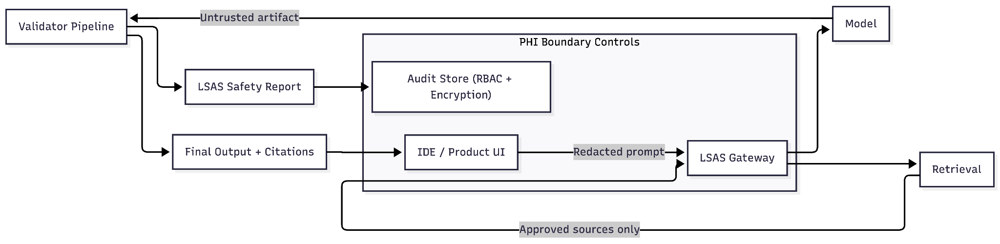 Untrusted artifact
Validator Pipeline
Model
PHI Boundary Controls
LSAS Safety Report
Audit Store (RBAC +
Encryption)
Final Output + Citations
IDE / Product UI
Redacted prompt
LSAS Gateway
Retrieval
Approved sources only